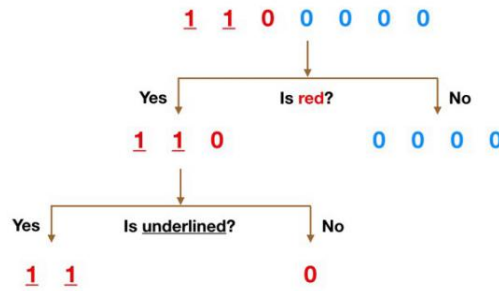 1 1 0 0 0 0 0
Yes Is red? No
1 1 0 0 0 0 0
Yes Is underlined? No
1 1 0